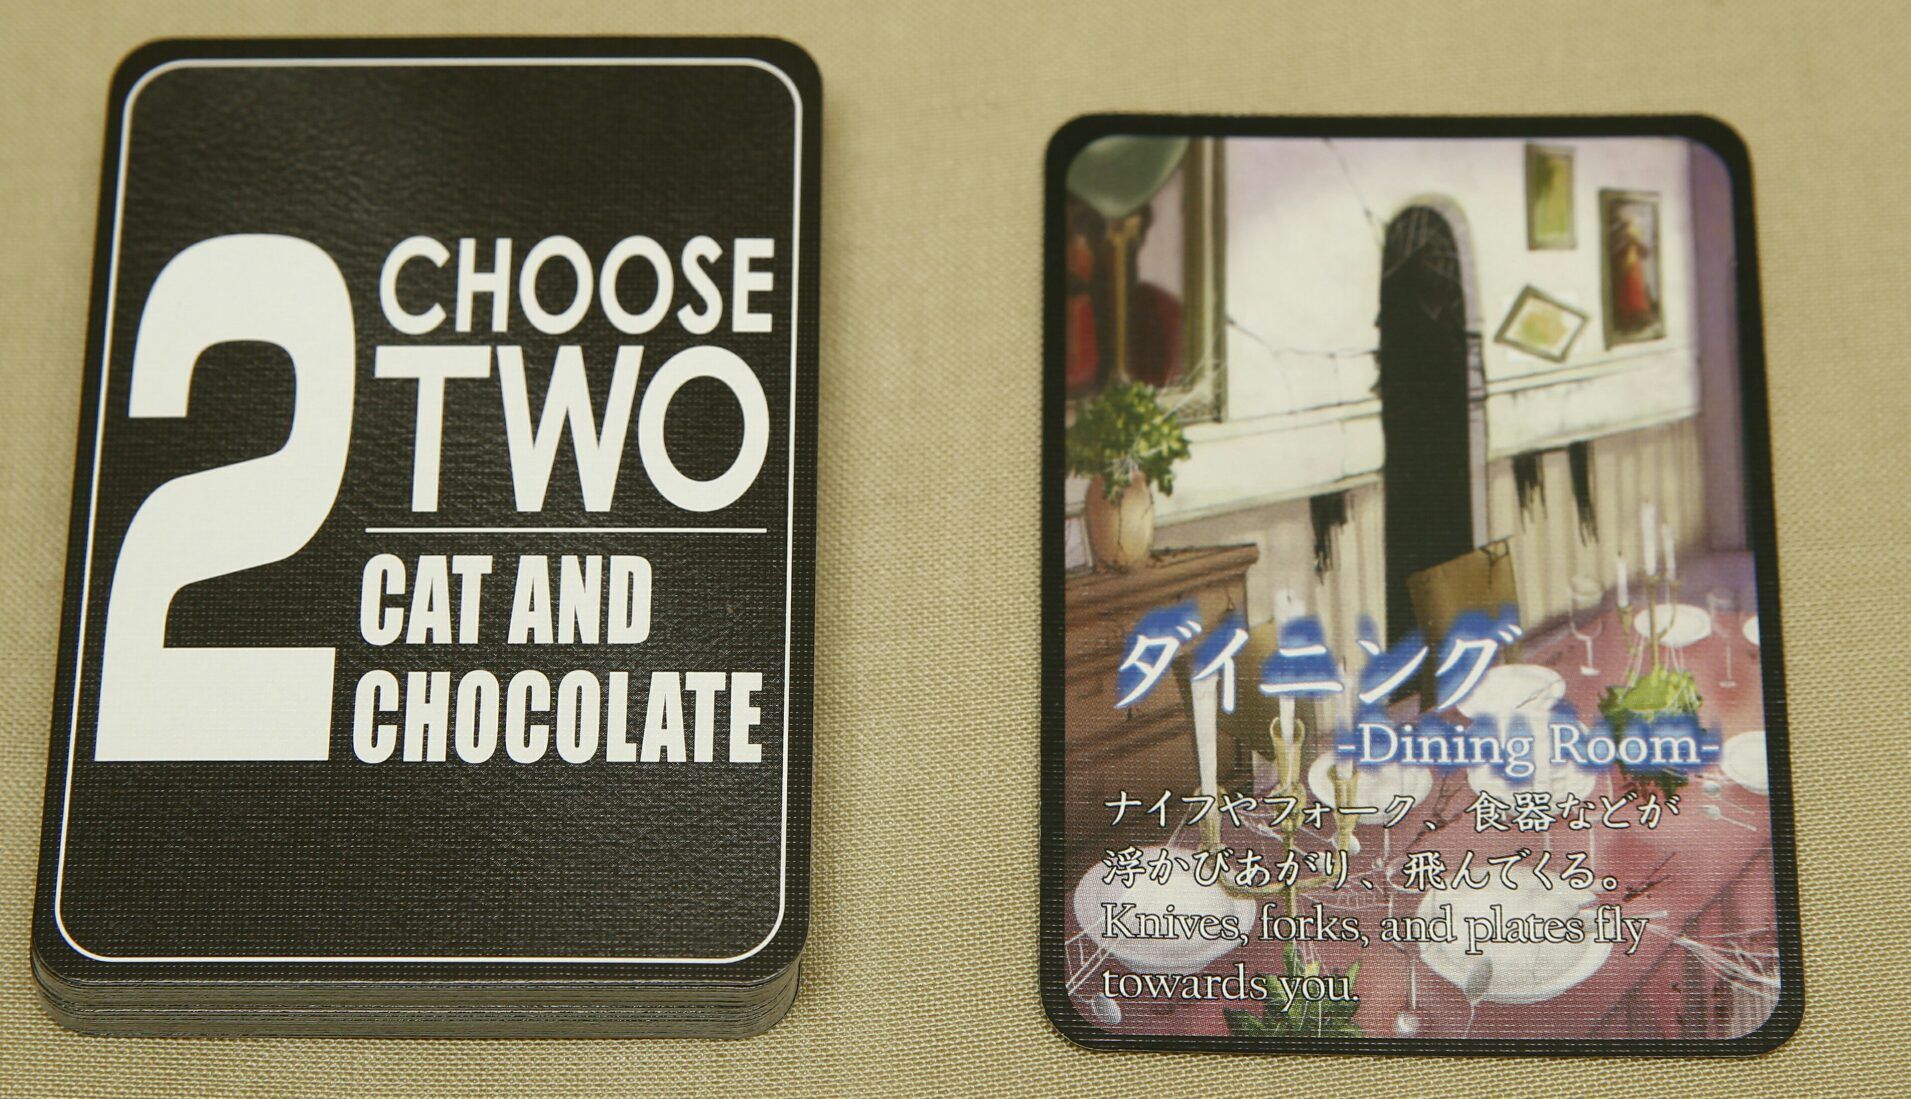 2
CHOOSE
TWO
CAT AND
CHOCOLATE
ダイニング
-Dining Room-
ナイフやフォーク、食器などが
浮かびあがり、飛んでくる。
Knives, forks, and plates fly
towards you.